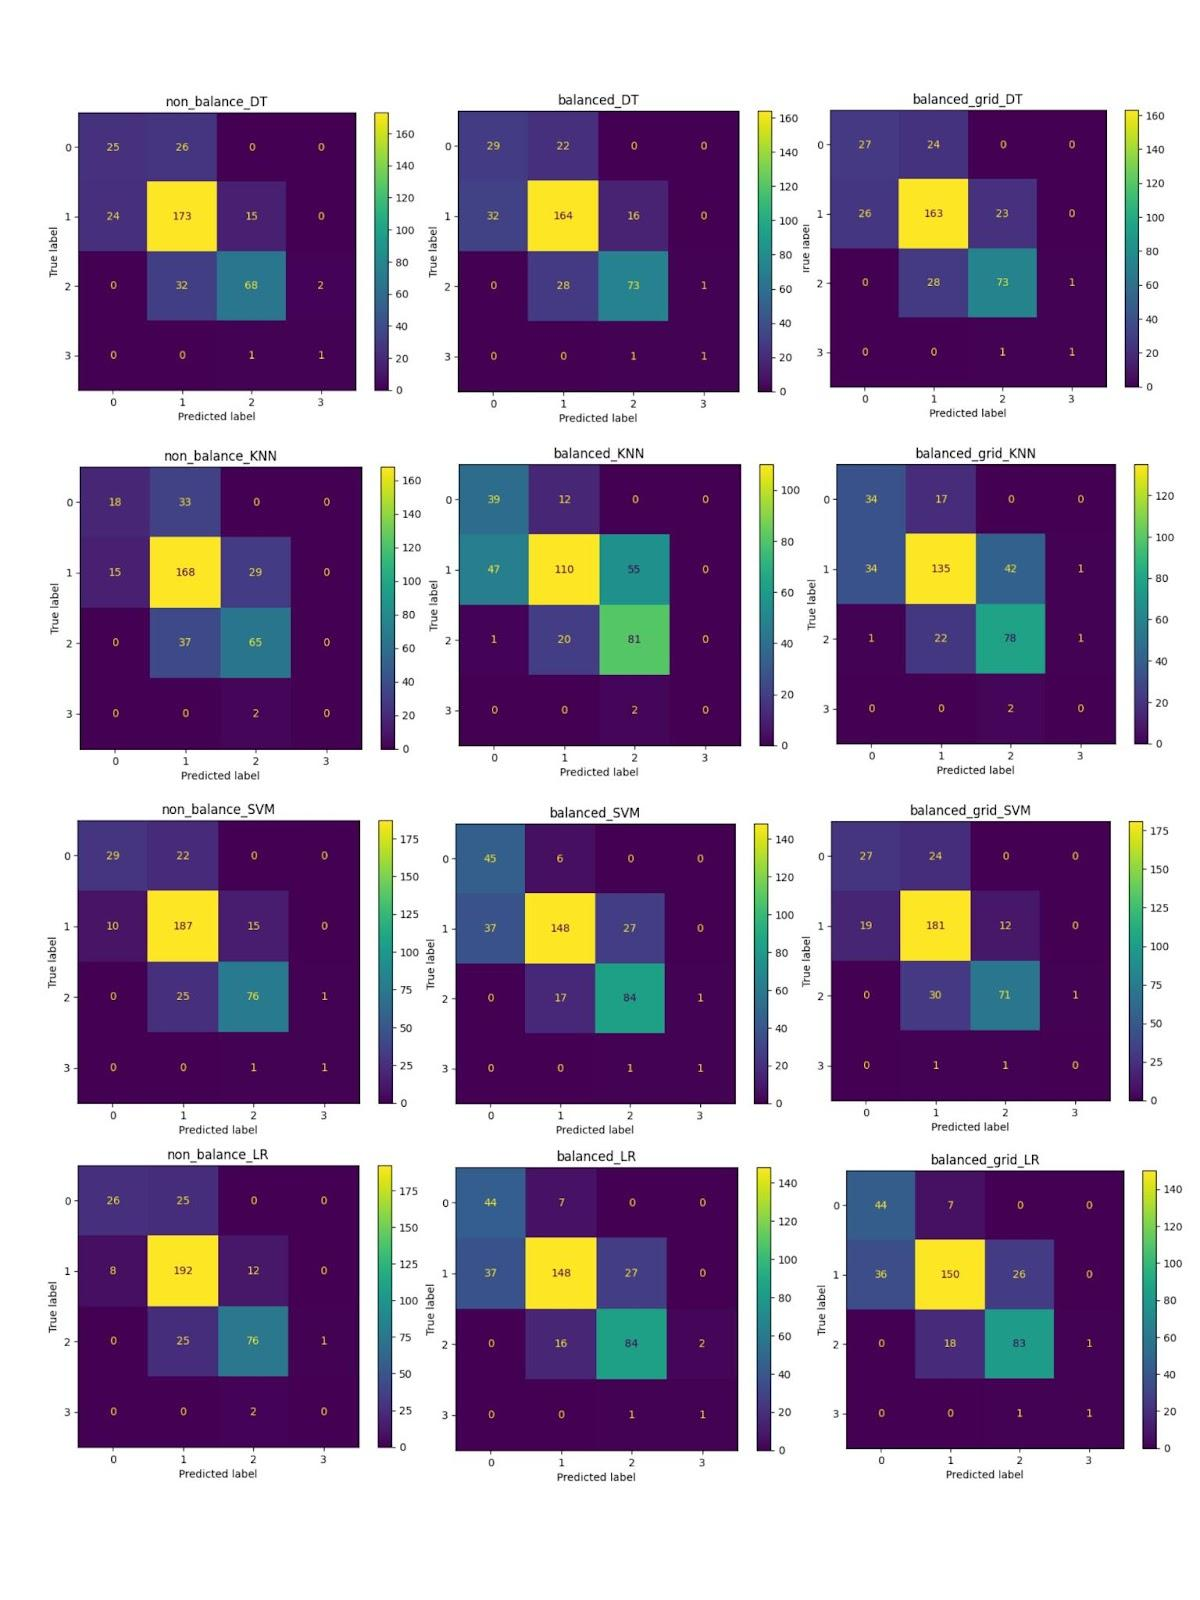 non_balance_DT
0 25 26 0 0
1 24 173 15 0
2 0 32 68 2
3 0 0 1 1
0 1 2 3
True label
Predicted label
160
140
120
100
80
60
40
20
0
balanced_DT
0 29 22 0 0
1 32 164 16 0
2 0 28 73 1
3 0 0 1 1
0 1 2 3
True label
Predicted label
160
140
120
100
80
60
40
20
0
balanced_grid_DT
0 27 24 0 0
1 26 163 23 0
2 0 28 73 1
3 0 0 1 1
0 1 2 3
True label
Predicted label
160
140
120
100
80
60
40
20
0
non_balance_KNN
0 18 33 0 0
1 15 168 29 0
2 0 37 65 0
3 0 0 2 0
0 1 2 3
True label
Predicted label
160
140
120
100
80
60
40
20
0
balanced_KNN
0 39 12 0 0
1 47 110 55 0
2 1 20 81 0
3 0 0 2 0
0 1 2 3
True label
Predicted label
100
80
60
40
20
0
balanced_grid_KNN
0 34 17 0 0
1 34 135 42 1
2 1 22 78 1
3 0 0 2 0
0 1 2 3
True label
Predicted label
120
100
80
60
40
20
0
non_balance_SVM
0 29 22 0 0
1 10 187 15 0
2 0 25 76 1
3 0 0 1 1
0 1 2 3
True label
Predicted label
175
150
125
100
75
50
25
0
balanced_SVM
0 45 6 0 0
1 37 148 27 0
2 0 17 84 1
3 0 0 1 1
0 1 2 3
True label
Predicted label
140
120
100
80
60
40
20
0
balanced_grid_SVM
0 27 24 0 0
1 19 181 12 0
2 0 30 71 1
3 0 1 1 0
0 1 2 3
True label
Predicted label
175
150
125
100
75
50
25
0
non_balance_LR
0 26 25 0 0
1 8 192 12 0
2 0 25 76 1
3 0 0 2 0
0 1 2 3
True label
Predicted label
175
150
125
100
75
50
25
0
balanced_LR
0 44 7 0 0
1 37 148 27 0
2 0 16 84 2
3 0 0 1 1
0 1 2 3
True label
Predicted label
140
120
100
80
60
40
20
0
balanced_grid_LR
0 44 7 0 0
1 36 150 26 0
2 0 18 83 1
3 0 0 1 1
0 1 2 3
True label
Predicted label
140
120
100
80
60
40
20
0